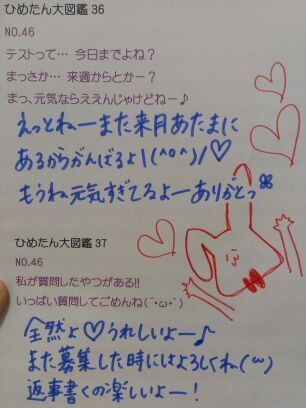 ひめたん大図鑑 36
NO.46
テストって… 今日までよね？
まっさか… 来週からとかー？
まっ、元気ならええんじゃけどねー♪
えっとねーまた来月あたまに
あるからがんばるよ！(^o^)/♡
もうね元気すぎてるよーありがとっ
ひめたん大図鑑 37
NO.46
私が質問したやつがある!!
いっぱい質問してごめんね(´･ω･`)
全然よ♡うれしいよー♪
また募集した時にはよろしくね(´ω`)
返事書くの楽しいよー！